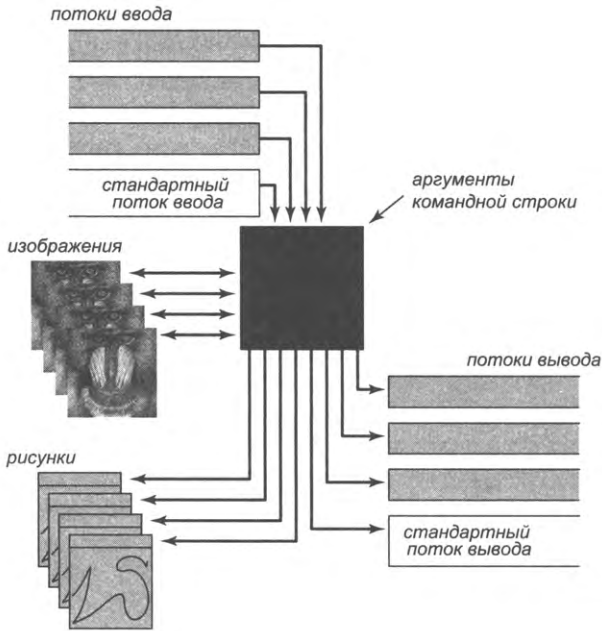 потоки ввода
стандартный
поток ввода
аргументы
командной строки
изображения
потоки вывода
рисунки
стандартный
поток вывода